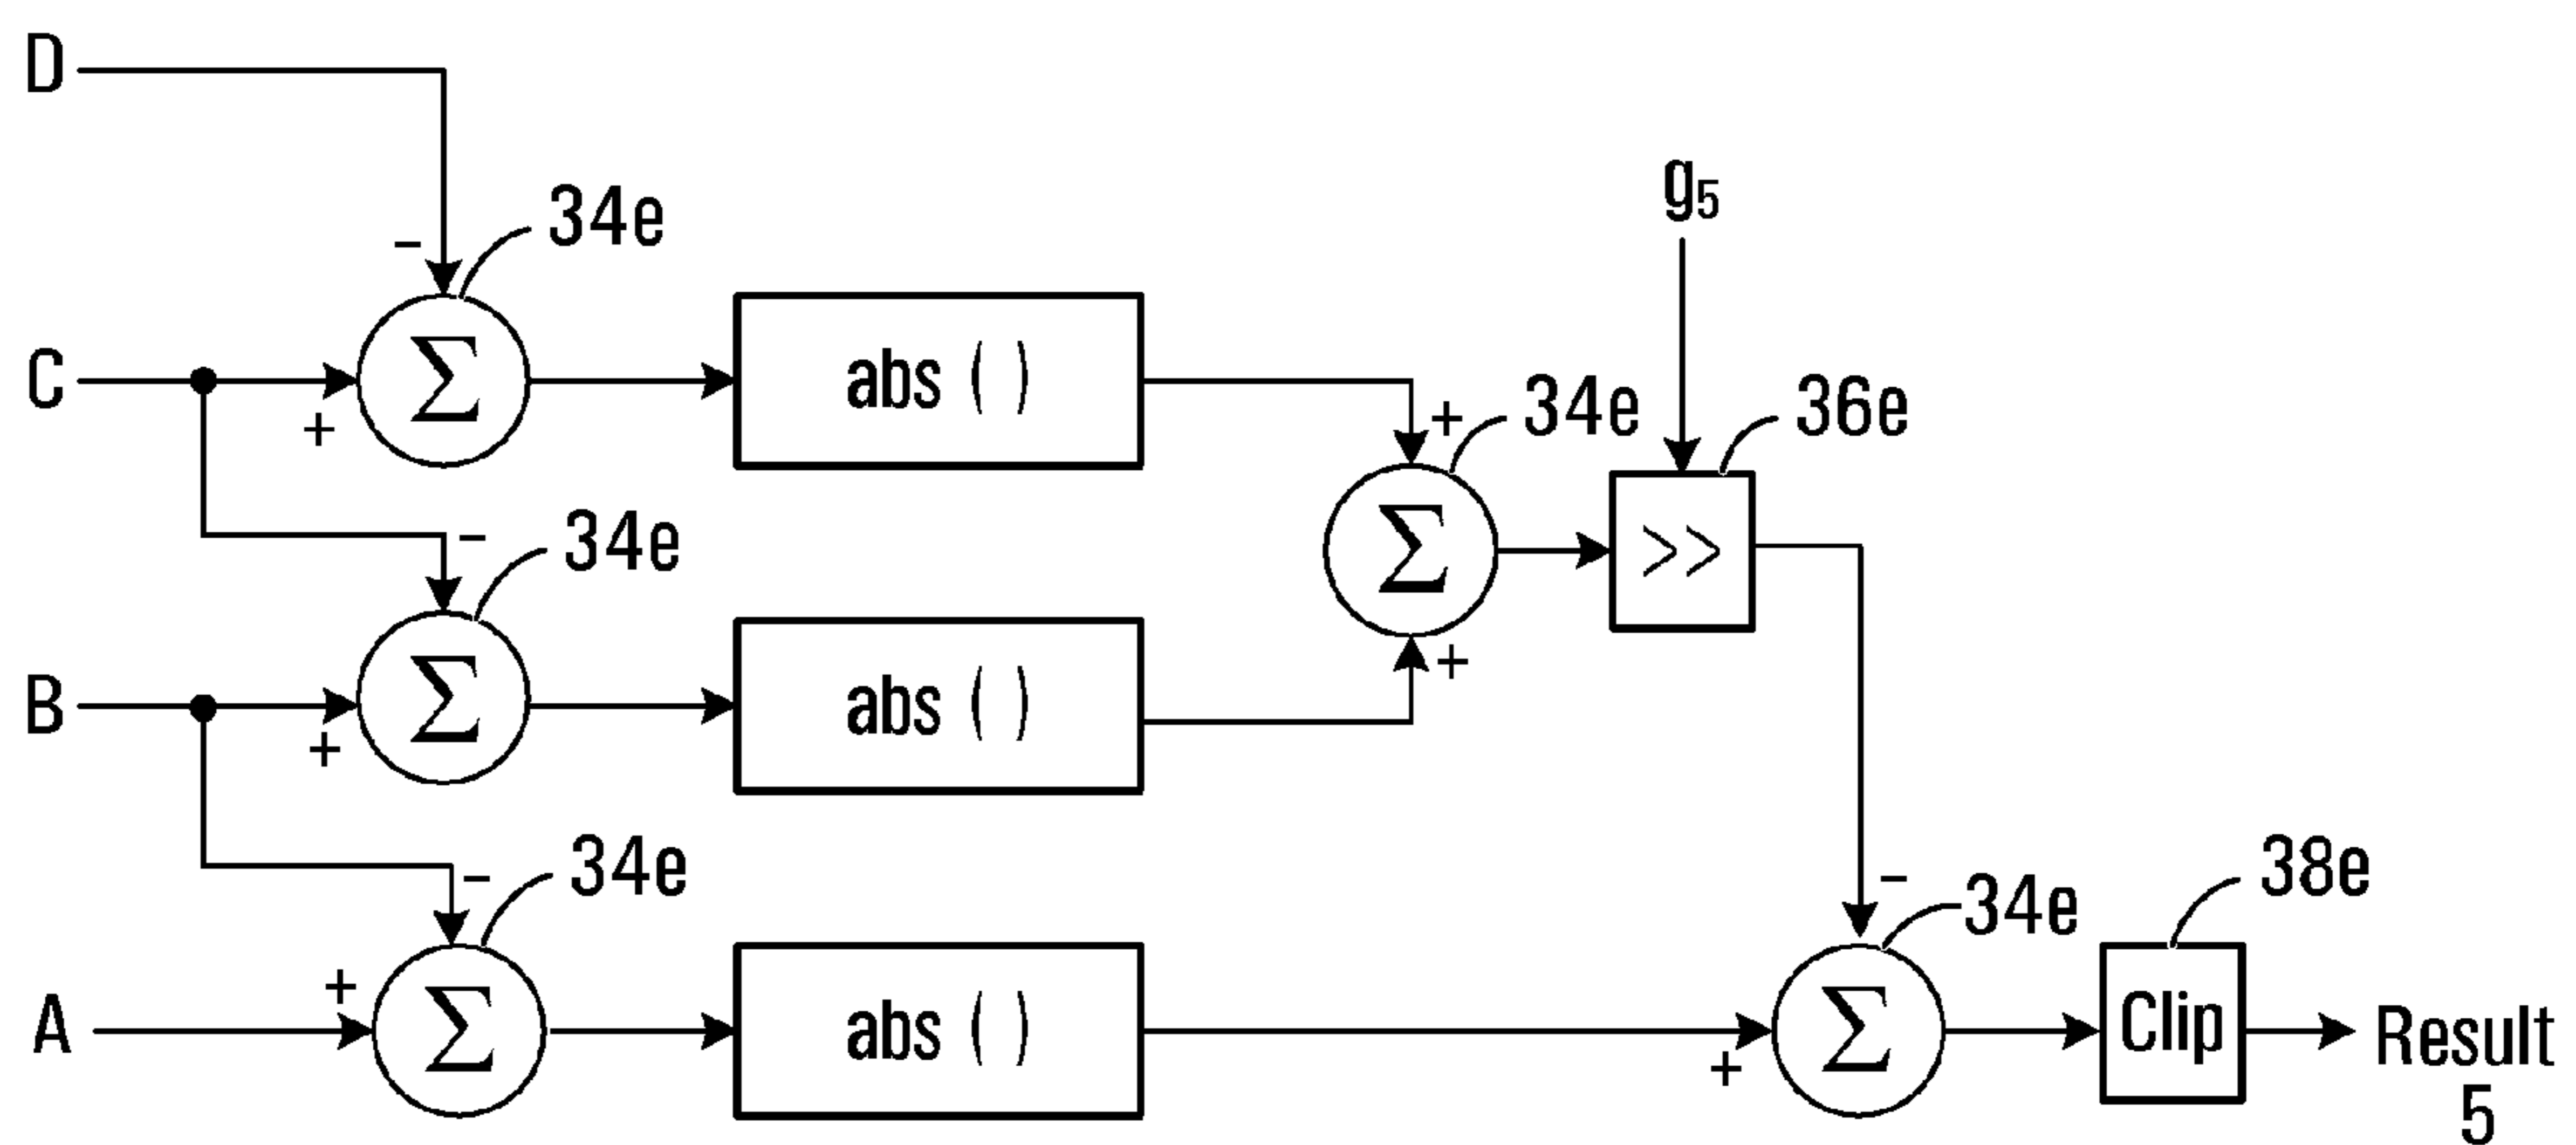 D
34e
g5
C
+
-
Σ
abs ( )
+
34e
36e
-
34e
Σ
>>
B
+
Σ
abs ( )
+
-
34e
-
34e
38e
A
+
Σ
abs ( )
+
Σ
Clip
Result
5